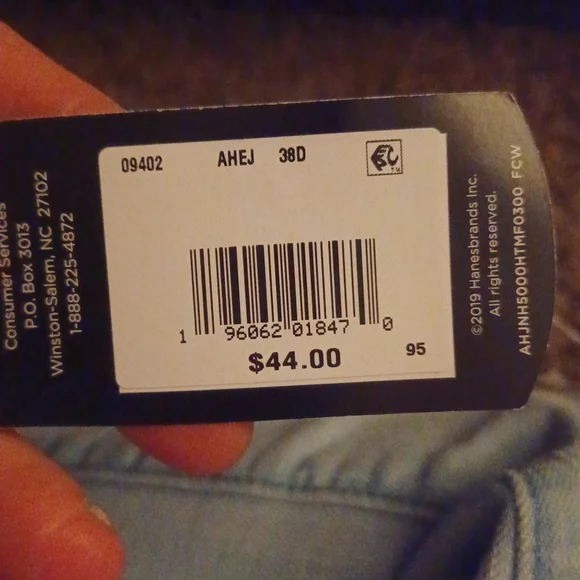 Consumer Services
P.O. Box 3013
Winston-Salem, NC 27102
1-888-225-4872
09402 AHEJ 38D
TM
1 96062 01847 0
$44.00 95
©2019 Hanesbrands Inc.
All rights reserved.
AHJNH5000HTMF0300 FCW